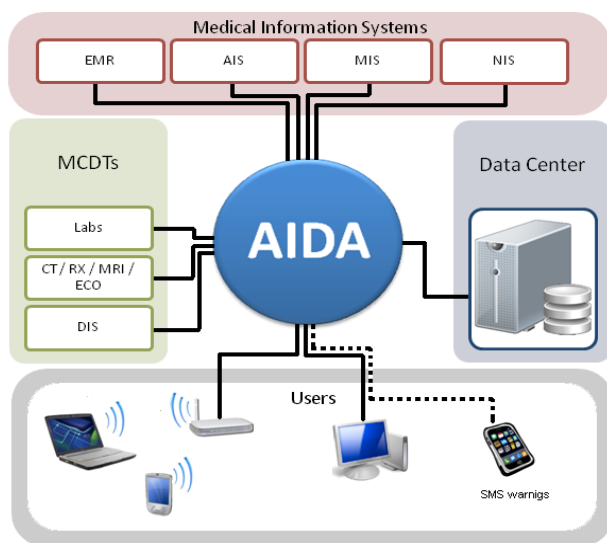 Medical Information Systems
EMR
AIS
MIS
NIS
MCDTs
Labs
CT / RX / MRI /
ECO
DIS
AIDA
Data Center
Users
SMS warnigs